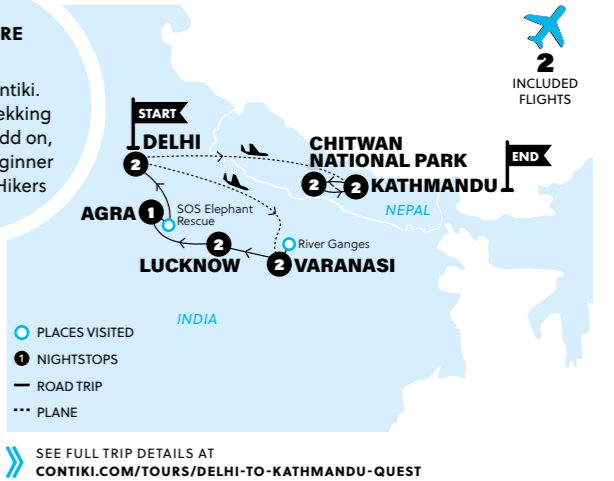 RE
ntiki.
ekking
dd on,
ginner
Hikers
2
INCLUDED
FLIGHTS
START
DELHI
2
CHITWAN
NATIONAL PARK
END
2
2
KATHMANDU
NEPAL
AGRA
1
SOS Elephant
Rescue
2
LUCKNOW
River Ganges
2
VARANASI
INDIA
PLACES VISITED
1
NIGHTSTOPS
ROAD TRIP
PLANE
SEE FULL TRIP DETAILS AT
CONTIKI.COM/TOURS/DELHI-TO-KATHMANDU-QUEST